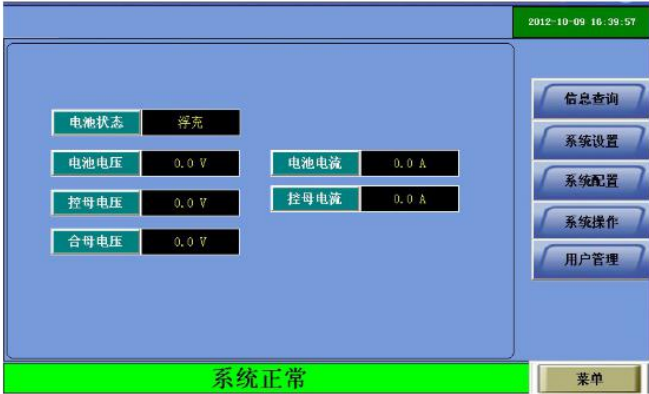 2012-10-09 16:39:57
电池状态 浮充
电池电压 0.0 V 电池电流 0.0 A
控母电压 0.0 V 控母电流 0.0 A
合母电压 0.0 V
信息查询
系统设置
系统配置
系统操作
用户管理
系统正常
菜单